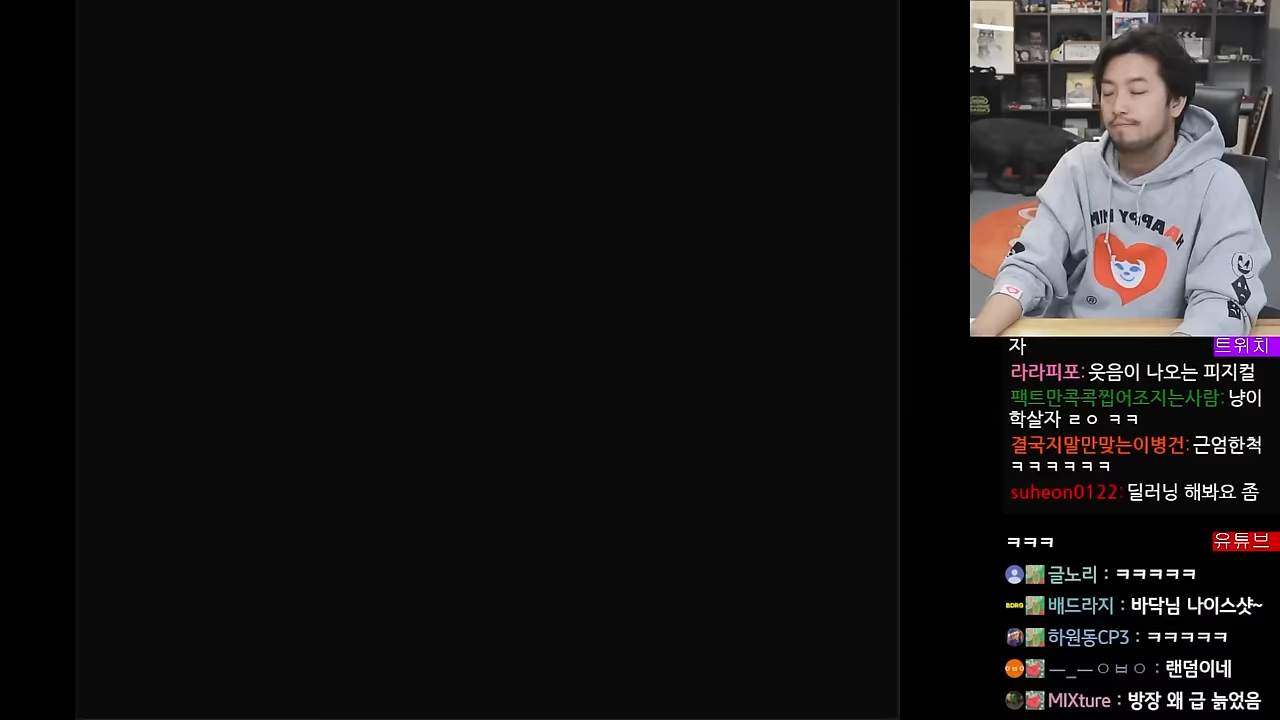 자
트위치
라라피포: 웃음이 나오는 피지컬
팩트만콕콕찝어조지는사람: 냥이
학살자 ㄹㅇ ㅋㅋ
결국지말만맞는이병건: 근엄한척
ㅋㅋㅋㅋㅋㅋ
suheon0122: 딜러닝 해봐요 좀
ㅋㅋㅋ
유튜브
글노리 : ㅋㅋㅋㅋㅋ
배드라지 : 바닥님 나이스샷~
하원동CP3 : ㅋㅋㅋㅋㅋ
ㅡ_ㅡㅇㅂㅇ : 랜덤이네
MIXture : 방장 왜 급 늙었음